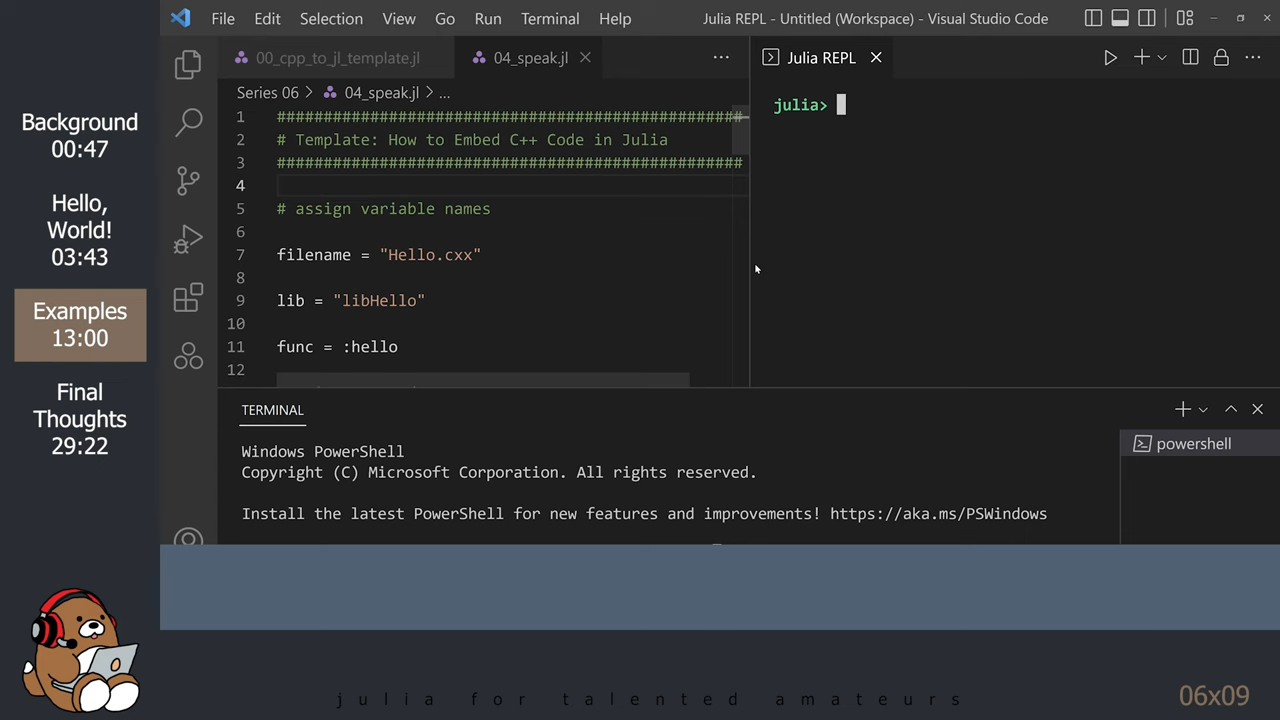 File Edit Selection View Go Run Terminal Help
Julia REPL - Untitled (Workspace) - Visual Studio Code
00_cpp_to_jl_template.jl
04_speak.jl
Julia REPL
Series 06 > 04_speak.jl > ...
1 ##################################################
2 # Template: How to Embed C++ Code in Julia
3 ##################################################
4
5 # assign variable names
6
7 filename = "Hello.cxx"
8
9 lib = "libHello"
10
11 func = :hello
12
julia>
TERMINAL
Windows PowerShell
Copyright (C) Microsoft Corporation. All rights reserved.
Install the latest PowerShell for new features and improvements! https://aka.ms/PSWindows
powershell
Background
00:47
Hello,
World!
03:43
Examples
13:00
Final
Thoughts
29:22
julia for talented amateurs
06x09